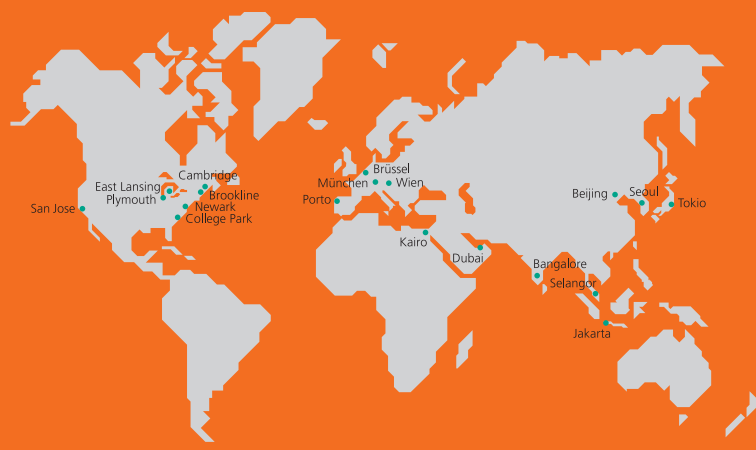 Cambridge
East Lansing
Plymouth
Brookline
Newark
College Park
San Jose
Brüssel
München
Wien
Porto
Kairo
Dubai
Beijing
Seoul
Tokio
Bangalore
Selangor
Jakarta